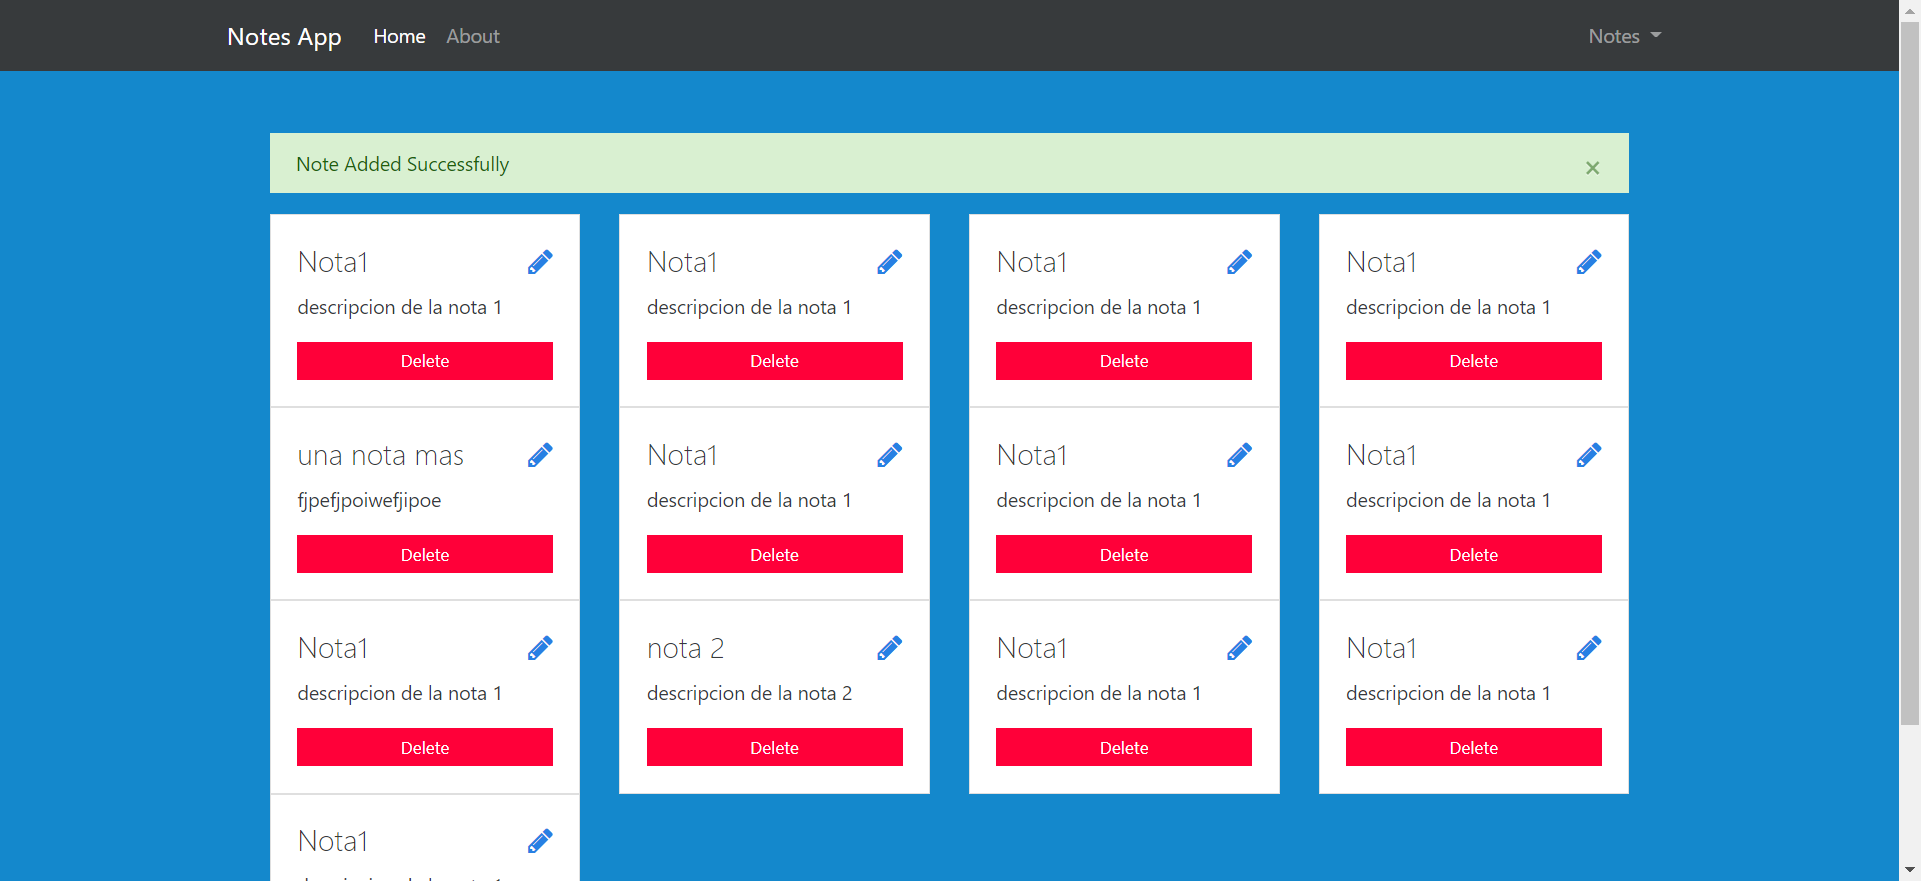 Notes App Home About Notes
Note Added Successfully ×
Nota1 Nota1 Nota1 Nota1
descripcion de la nota 1 descripcion de la nota 1 descripcion de la nota 1 descripcion de la nota 1
Delete Delete Delete Delete
una nota mas Nota1 Nota1 Nota1
fjpefjpoiwefjipoe descripcion de la nota 1 descripcion de la nota 1 descripcion de la nota 1
Delete Delete Delete Delete
Nota1 nota 2 Nota1 Nota1
descripcion de la nota 1 descripcion de la nota 2 descripcion de la nota 1 descripcion de la nota 1
Delete Delete Delete Delete
Nota1